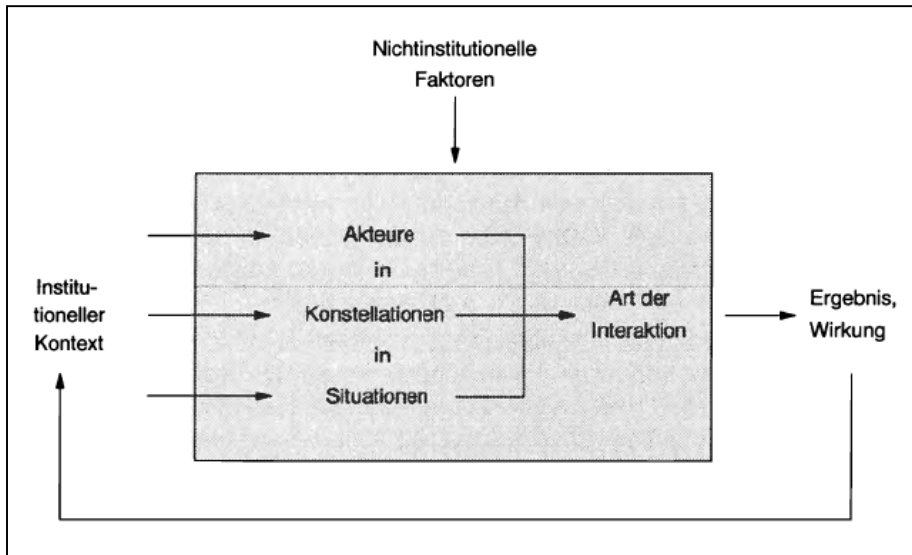 Nichtinstitutionelle
Faktoren
Institu-
tioneller
Kontext
Akteure
in
Konstellationen
in
Situationen
Art der
Interaktion
Ergebnis,
Wirkung